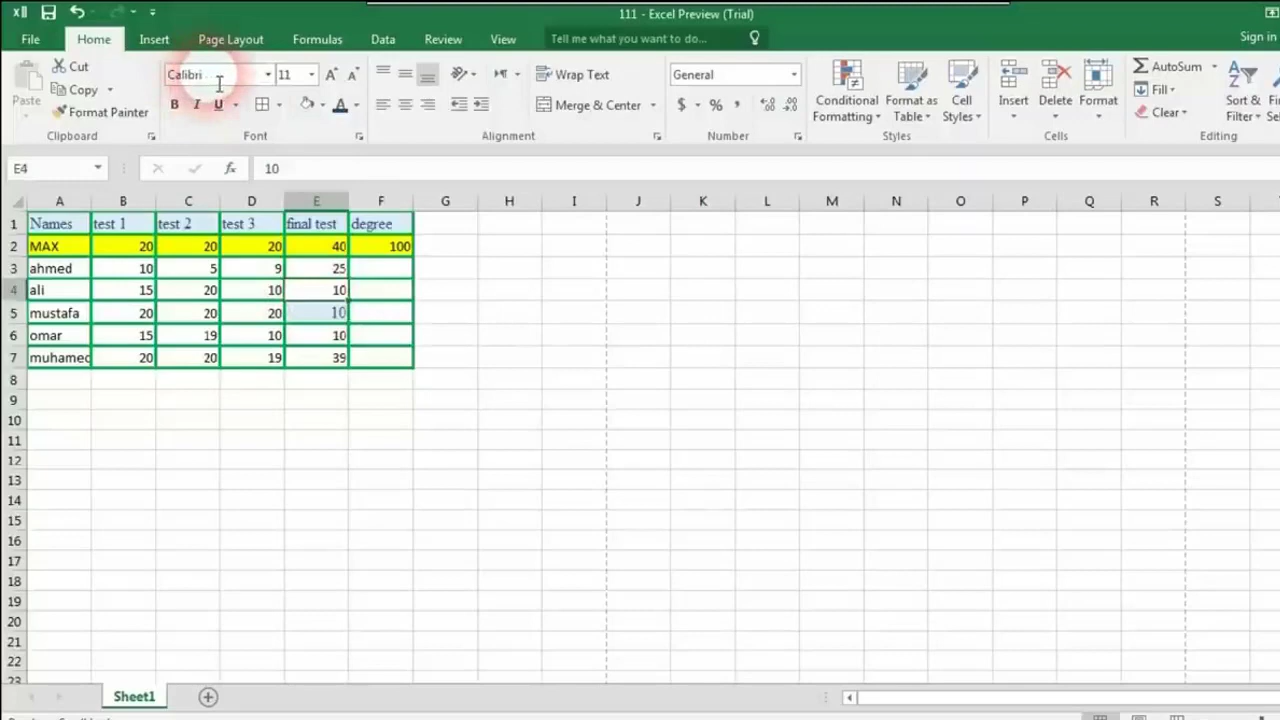 111 - Excel Preview (Trial)
File Home Insert Page Layout Formulas Data Review View Tell me what you want to do... Sign in
Cut
Copy
Format Painter
Paste
Clipboard
Calibri 11
B I U A
Font
Wrap Text
Merge & Center
Alignment
General
$ % ,
Number
Conditional Formatting
Format as Table
Cell Styles
Styles
Insert Delete Format
Cells
AutoSum
Fill
Clear
Sort & Filter
Editing
E4 fx 10
A B C D E F G H I J K L M N O P Q R S
1 Names test 1 test 2 test 3 final test degree
2 MAX 20 20 20 40 100
3 ahmed 10 5 9 25
4 ali 15 20 10 10
5 mustafa 20 20 20 10
6 omar 15 19 10 10
7 muhamed 20 20 19 39
8
9
10
11
12
13
14
15
16
17
18
19
20
21
22
23
Sheet1